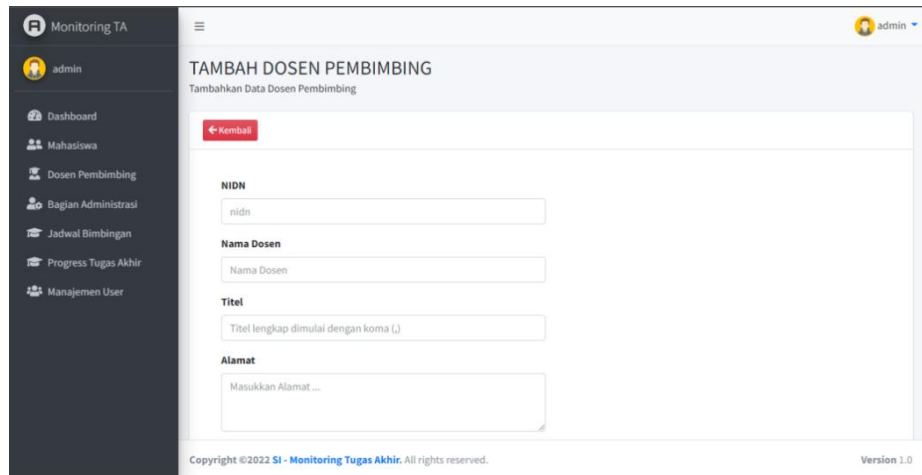 Monitoring TA
admin
admin
Dashboard
Mahasiswa
Dosen Pembimbing
Bagian Administrasi
Jadwal Bimbingan
Progress Tugas Akhir
Manajemen User
TAMBAH DOSEN PEMBIMBING
Tambahkan Data Dosen Pembimbing
Kembali
NIDN
nidn
Nama Dosen
Nama Dosen
Titel
Titel lengkap dimulai dengan koma (,)
Alamat
Masukkan Alamat ...
Copyright ©2022 SI - Monitoring Tugas Akhir. All rights reserved.
Version 1.0